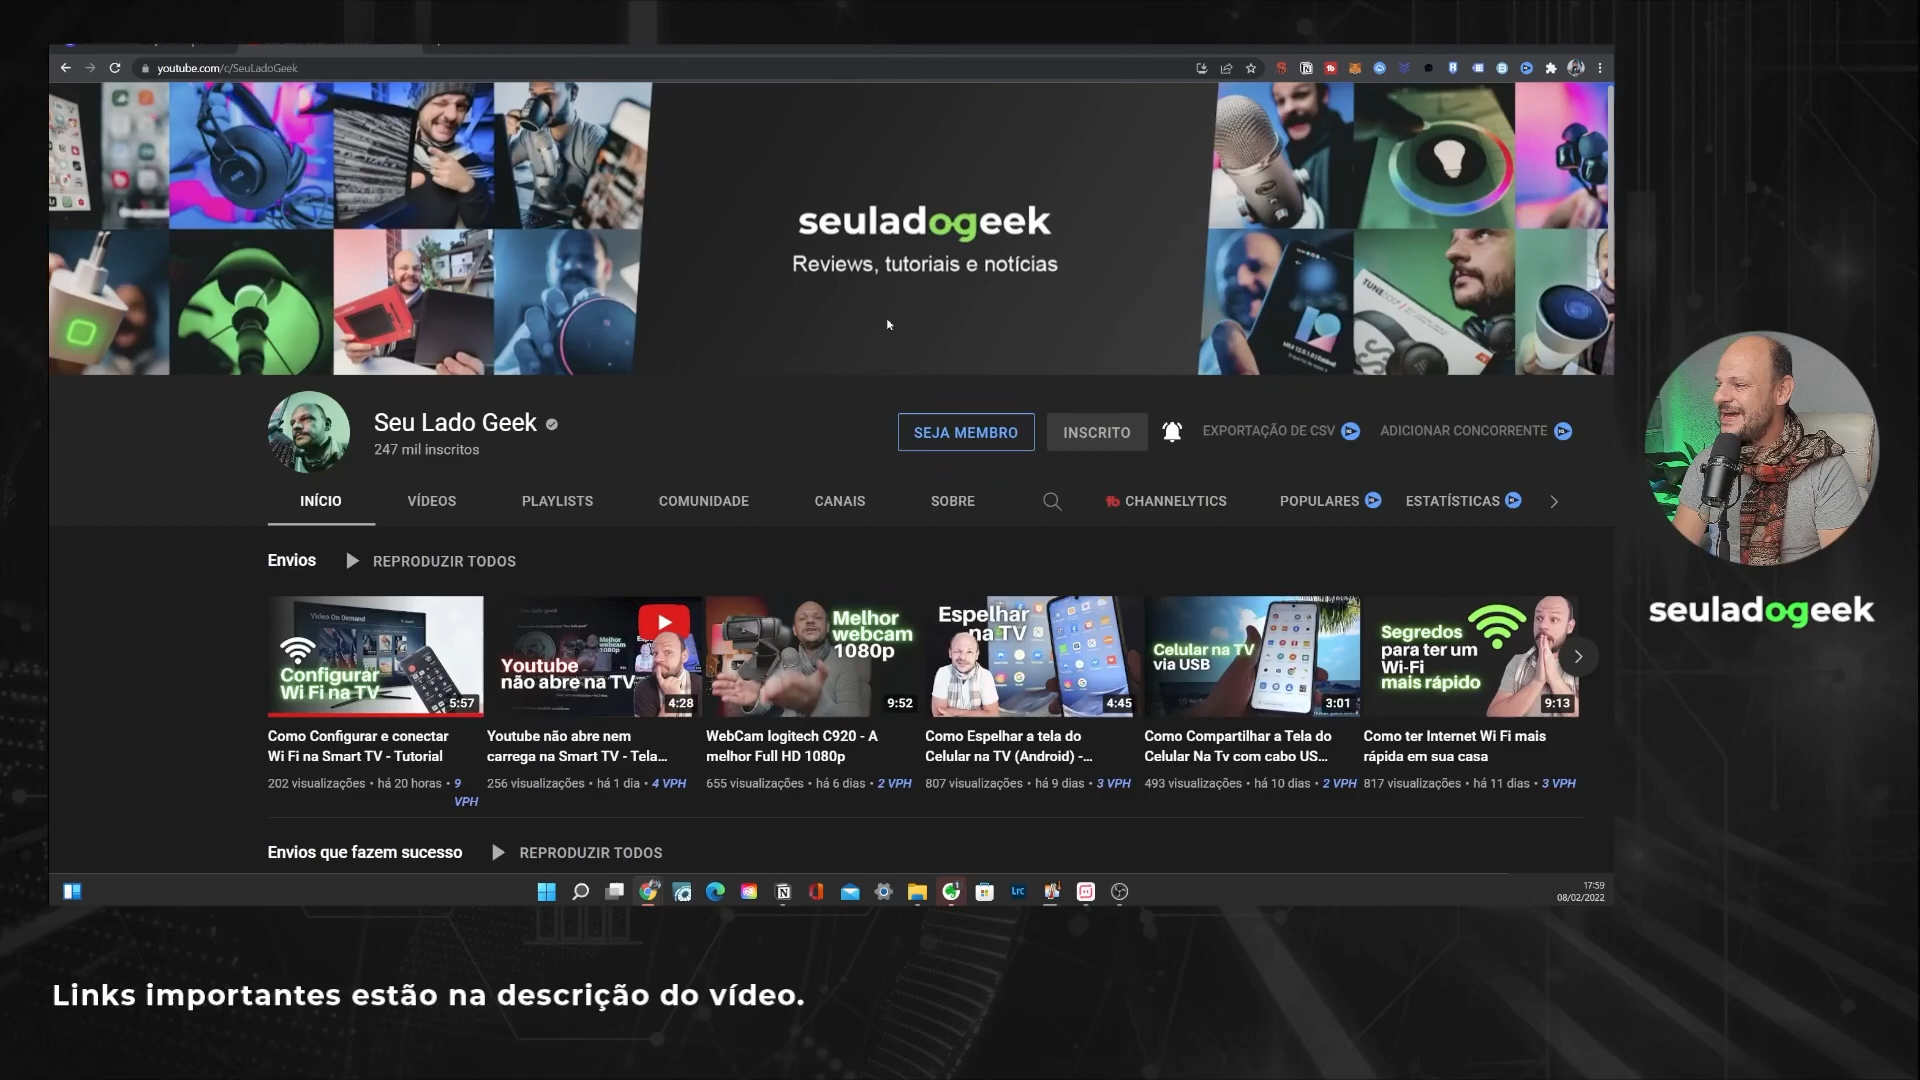 youtube.com/c/SeuLadoGeek
seuladogeek
Reviews, tutoriais e notícias
TUNE
Seu Lado Geek
247 mil inscritos
SEJA MEMBRO
INSCRITO
EXPORTAÇÃO DE CSV
ADICIONAR CONCORRENTE
INÍCIO
VÍDEOS
PLAYLISTS
COMUNIDADE
CANAIS
SOBRE
CHANNELYTICS
POPULARES
ESTATÍSTICAS
Envios
REPRODUZIR TODOS
Video On Demand
Configurar
Wi Fi na TV
5:57
Melhor
webcam
1080p
Youtube
não abre na TV
4:28
Melhor
webcam
1080p
9:52
Espelhar
na TV
4:45
Celular na TV
via USB
3:01
Segredos
para ter um
Wi-Fi
mais rápido
9:13
Como Configurar e conectar
Wi Fi na Smart TV - Tutorial
202 visualizações • há 20 horas • 9
VPH
Youtube não abre nem
carrega na Smart TV - Tela...
256 visualizações • há 1 dia • 4 VPH
WebCam logitech C920 - A
melhor Full HD 1080p
655 visualizações • há 6 dias • 2 VPH
Como Espelhar a tela do
Celular na TV (Android) -...
807 visualizações • há 9 dias • 3 VPH
Como Compartilhar a Tela do
Celular Na Tv com cabo US...
493 visualizações • há 10 dias • 2 VPH
Como ter Internet Wi Fi mais
rápida em sua casa
817 visualizações • há 11 dias • 3 VPH
Envios que fazem sucesso
REPRODUZIR TODOS
Lrc
17:59
08/02/2022
seuladogeek
Links importantes estão na descrição do vídeo.